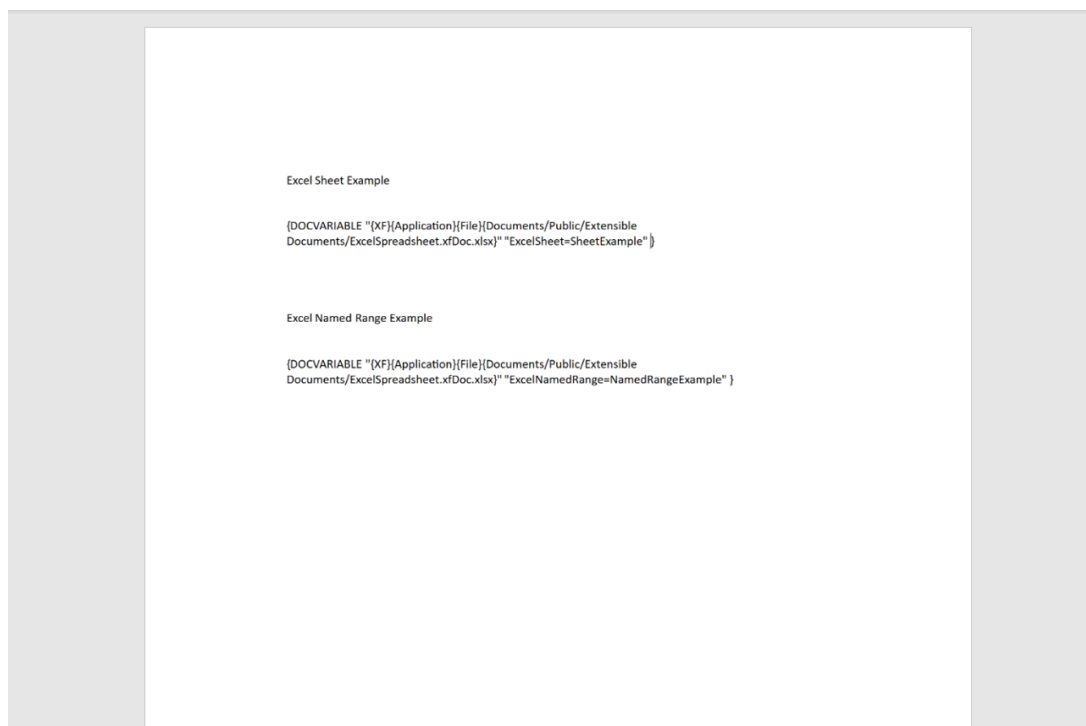 Excel Sheet Example
{DOCVARIABLE "{XF}{Application}{File}{Documents/Public/Extensible
Documents/ExcelSpreadsheet.xfDoc.xlsx}" "ExcelSheet=SheetExample" }
Excel Named Range Example
{DOCVARIABLE "{XF}{Application}{File}{Documents/Public/Extensible
Documents/ExcelSpreadsheet.xfDoc.xlsx}" "ExcelNamedRange=NamedRangeExample" }